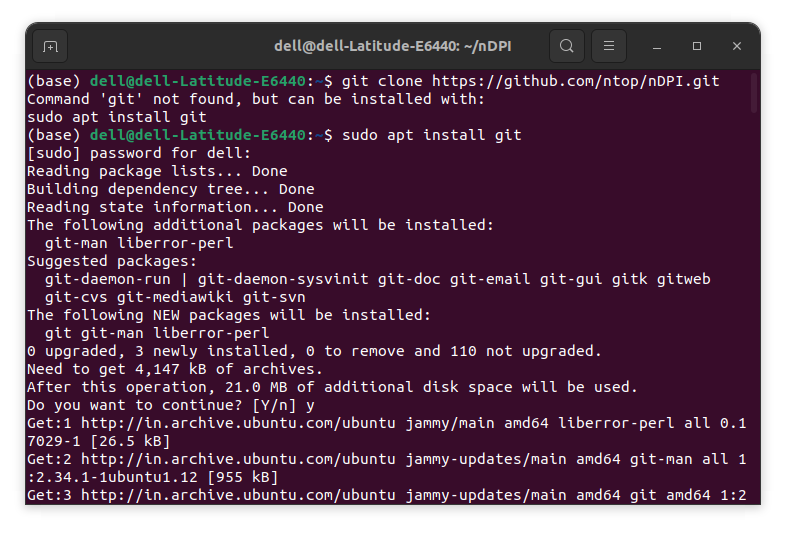 dell@dell-Latitude-E6440: ~/nDPI
(base) dell@dell-Latitude-E6440:~$ git clone https://github.com/ntop/nDPI.git
Command 'git' not found, but can be installed with:
sudo apt install git
(base) dell@dell-Latitude-E6440:~$ sudo apt install git
[sudo] password for dell:
Reading package lists... Done
Building dependency tree... Done
Reading state information... Done
The following additional packages will be installed:
  git-man liberror-perl
Suggested packages:
  git-daemon-run | git-daemon-sysvinit git-doc git-email git-gui gitk gitweb
  git-cvs git-mediawiki git-svn
The following NEW packages will be installed:
  git git-man liberror-perl
0 upgraded, 3 newly installed, 0 to remove and 110 not upgraded.
Need to get 4,147 kB of archives.
After this operation, 21.0 MB of additional disk space will be used.
Do you want to continue? [Y/n] y
Get:1 http://in.archive.ubuntu.com/ubuntu jammy/main amd64 liberror-perl all 0.1
7029-1 [26.5 kB]
Get:2 http://in.archive.ubuntu.com/ubuntu jammy-updates/main amd64 git-man all 1
:2.34.1-1ubuntu1.12 [955 kB]
Get:3 http://in.archive.ubuntu.com/ubuntu jammy-updates/main amd64 git amd64 1:2